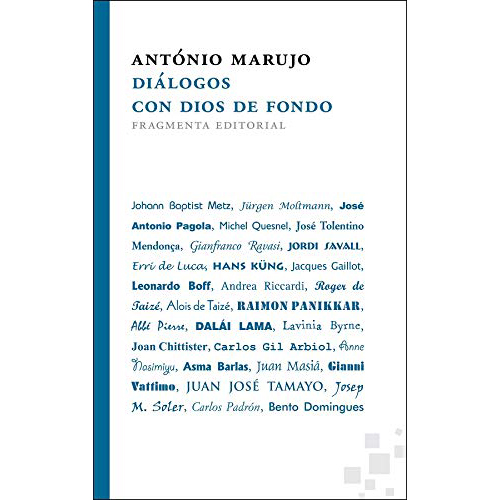 ANTÓNIO MARUJO
DIÁLOGOS
CON DIOS DE FONDO
FRAGMENTA EDITORIAL
Johann Baptist Metz, Jürgen Moltmann, José
Antonio Pagola, Michel Quesnel, José Tolentino
Mendonça, Gianfranco Ravasi, JORDI SAVALL,
Erri de Luca, HANS KÜNG, Jacques Gaillot,
Leonardo Boff, Andrea Riccardi, Roger de
Taizé, Alois de Taizé, RAIMON PANIKKAR,
Abbé Pierre, DALÁI LAMA, Lavinia Byrne,
Joan Chittister, Carlos Gil Arbiol, Anne
Nasimiyu, Asma Barlas, Juan Masiá, Gianni
Vattimo, JUAN JOSÉ TAMAYO, Josep
M. Soler, Carlos Padrón, Bento Domingues